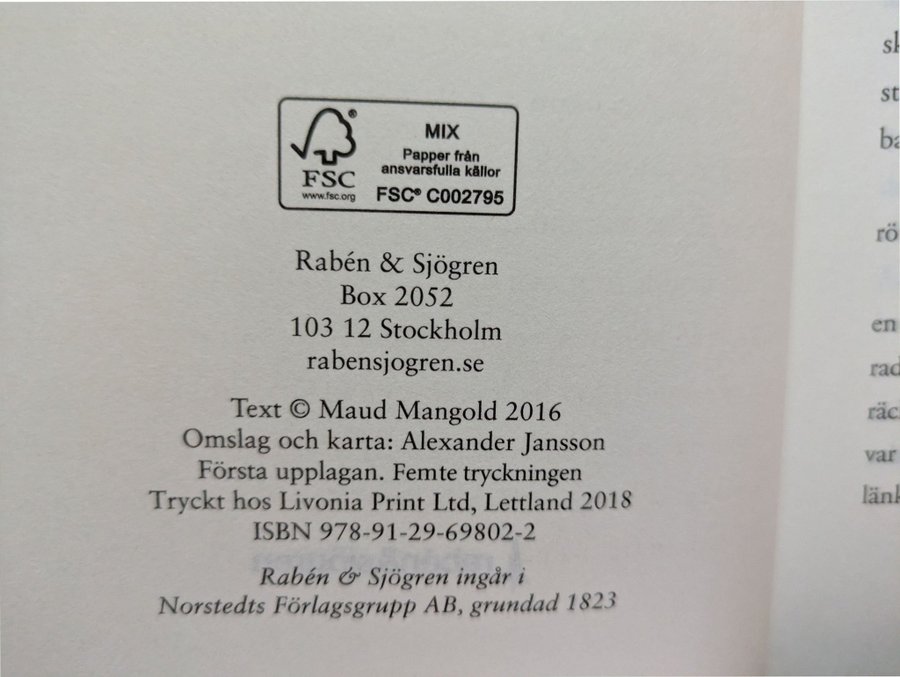 FSC®
www.fsc.org
MIX
Papper från
ansvarsfulla källor
FSC® C002795
Rabén & Sjögren
Box 2052
103 12 Stockholm
rabensjogren.se
Text © Maud Mangold 2016
Omslag och karta: Alexander Jansson
Första upplagan. Femte tryckningen
Tryckt hos Livonia Print Ltd, Lettland 2018
ISBN 978-91-29-69802-2
Rabén & Sjögren ingår i
Norstedts Förlagsgrupp AB, grundad 1823
en
var